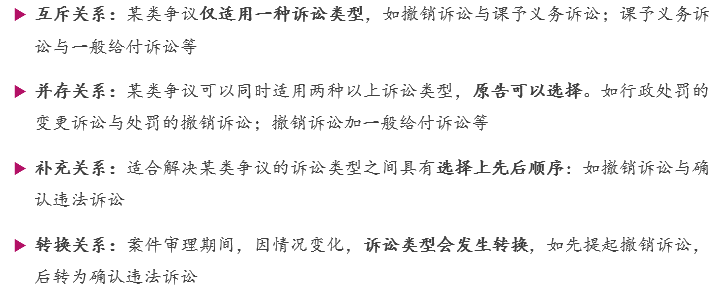 互斥关系：某类争议仅适用一种诉讼类型，如撤销诉讼与课予义务诉讼；课予义务诉
讼与一般给付诉讼等
并存关系：某类争议可以同时适用两种以上诉讼类型，原告可以选择。如行政处罚的
变更诉讼与处罚的撤销诉讼；撤销诉讼加一般给付诉讼等
补充关系：适合解决某类争议的诉讼类型之间具有选择上先后顺序：如撤销诉讼与确
认违法诉讼
转换关系：案件审理期间，因情况变化，诉讼类型会发生转换，如先提起撤销诉讼，
后转为确认违法诉讼